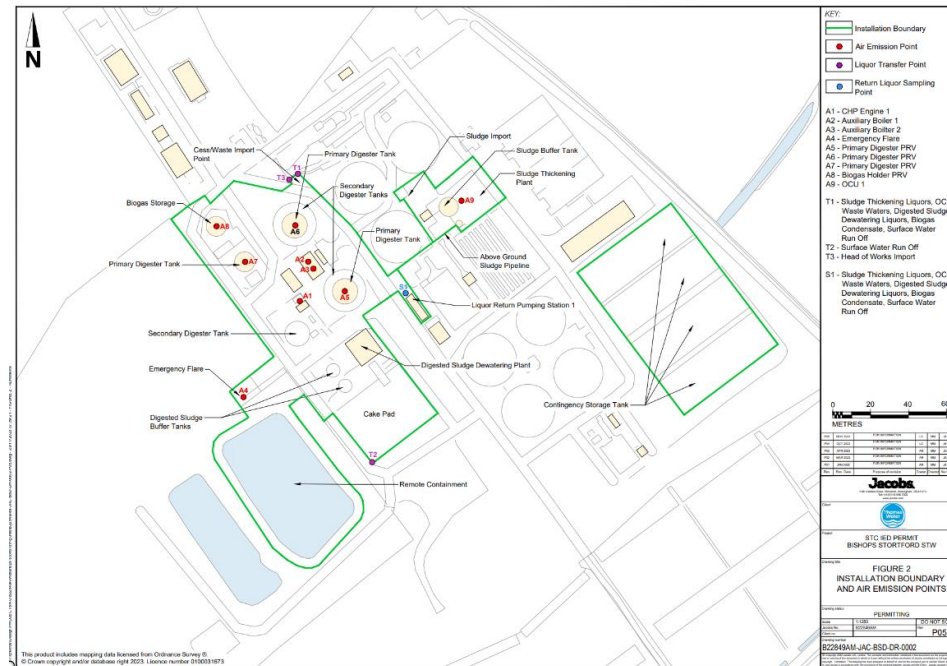 N
Cess/Waste Import
Point
T3
T1
Primary Digester Tank
Secondary
Digester Tanks
Sludge Import
Sludge Buffer Tank
Sludge Thickening
Plant
Biogas Storage
A8
A6
Primary
Digester Tank
A9
Primary Digester Tank
A7
A2
A3
A5
A1
Above Ground
Sludge Pipeline
S1
Liquor Return Pumping Station 1
Secondary Digester Tank
Digested Sludge Dewatering Plant
Emergency Flare
A4
Contingency Storage Tank
Digested Sludge
Buffer Tanks
Cake Pad
T2
Remote Containment
This product includes mapping data licensed from Ordnance Survey ®.
© Crown copyright and/or database right 2023. Licence number 0100031673
KEY:
Installation Boundary
Air Emission Point
Liquor Transfer Point
Return Liquor Sampling
Point
A1 - CHP Engine 1
A2 - Auxiliary Boiler 1
A3 - Auxiliary Boilter 2
A4 - Emergency Flare
A5 - Primary Digester PRV
A6 - Primary Digester PRV
A7 - Primary Digester PRV
A8 - Biogas Holder PRV
A9 - OCU 1
T1 - Sludge Thickening Liquors, OC
Waste Waters, Digested Sludge
Dewatering Liquors, Biogas
Condensate, Surface Water
Run Off
T2 - Surface Water Run Off
T3 - Head of Works Import
S1 - Sludge Thickening Liquors, OC
Waste Waters, Digested Sludge
Dewatering Liquors, Biogas
Condensate, Surface Water
Run Off
0 20 40 60
METRES
Jacobs
Thames
Water
STC IED PERMIT
BISHOPS STORTFORD STW
FIGURE 2
INSTALLATION BOUNDARY
AND AIR EMISSION POINTS
PERMITTING
DO NOT SC
P05
B22849AM-JAC-BSD-DR-0002